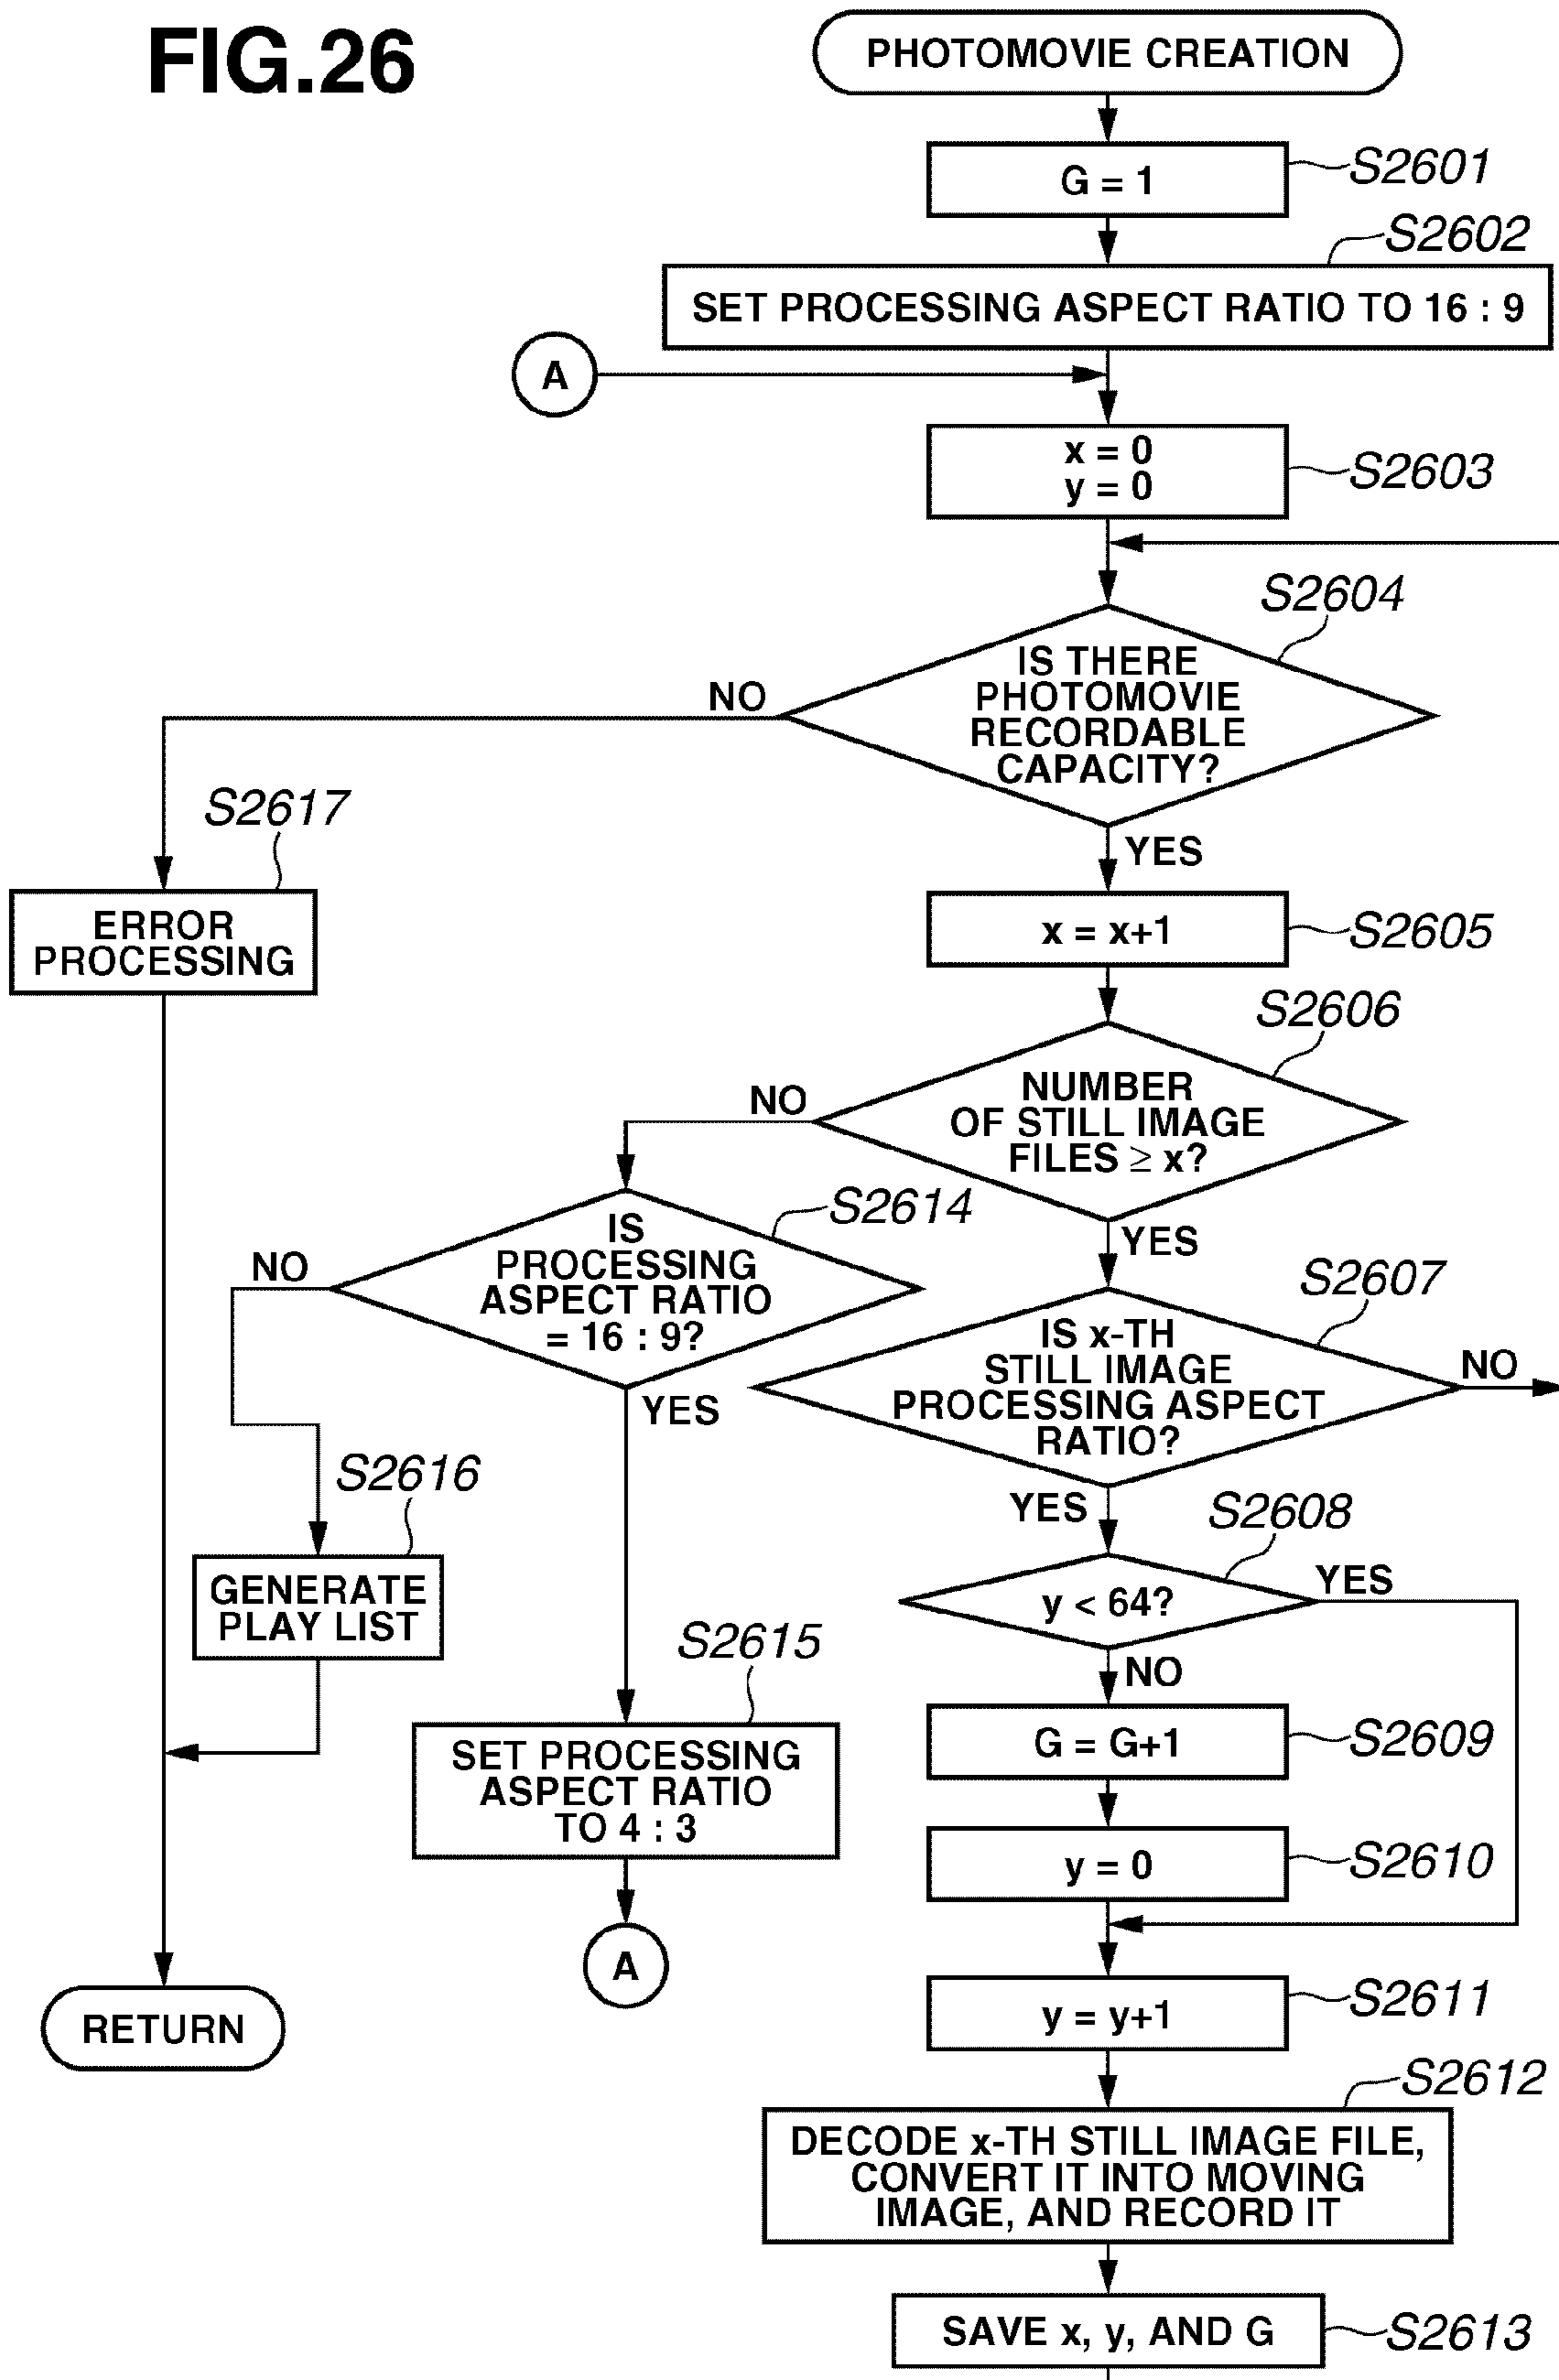 FIG.26
PHOTOMOVIE CREATION
G = 1
S2601
S2602
SET PROCESSING ASPECT RATIO TO 16 : 9
A
x = 0
y = 0
S2603
S2604
IS THERE
PHOTOMOVIE
RECORDABLE
CAPACITY?
NO
YES
S2617
ERROR
PROCESSING
x = x+1
S2605
S2606
NUMBER
OF STILL IMAGE
FILES ≥ x?
NO
YES
S2614
IS
PROCESSING
ASPECT RATIO
= 16 : 9?
NO
YES
S2607
IS x-TH
STILL IMAGE
PROCESSING ASPECT
RATIO?
NO
YES
S2616
GENERATE
PLAY LIST
S2608
y < 64?
YES
NO
S2615
SET PROCESSING
ASPECT RATIO
TO 4 : 3
G = G+1
S2609
y = 0
S2610
A
RETURN
y = y+1
S2611
S2612
DECODE x-TH STILL IMAGE FILE,
CONVERT IT INTO MOVING
IMAGE, AND RECORD IT
SAVE x, y, AND G
S2613